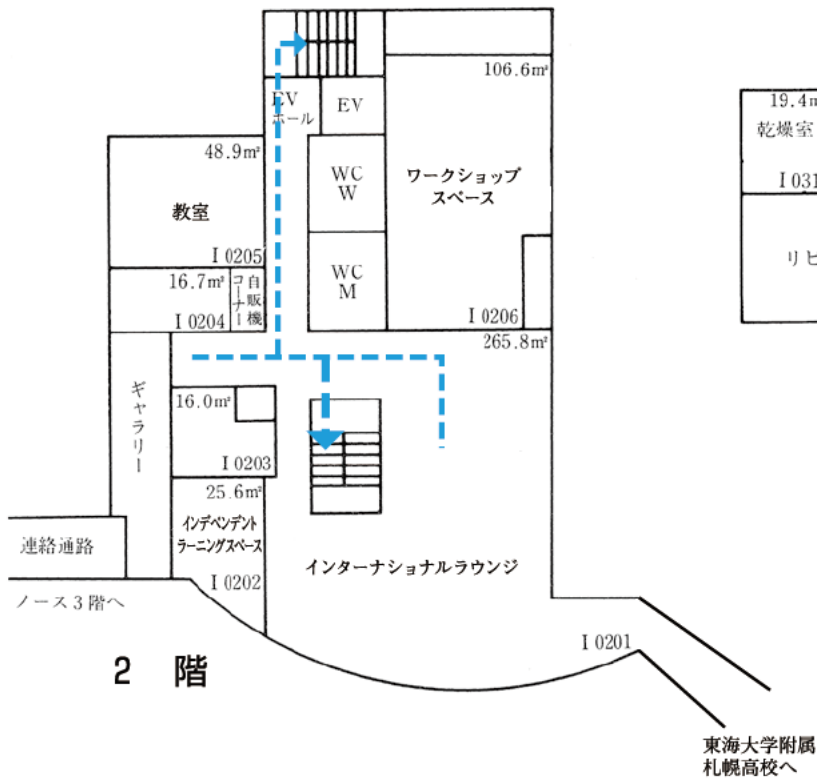 106.6㎡
EV
ホール
EV
19.4m
乾燥室
48.9㎡
WC
W
ワークショップ
スペース
I 031
教室
I 0205
リビ
16.7㎡
自販機
コーナー
WC
M
I 0204
I 0206
265.8㎡
ギャラリー
16.0㎡
I 0203
25.6㎡
連絡通路
インデペンデント
ラーニングスペース
インターナショナルラウンジ
I 0202
ノース3階へ
I 0201
2 階
東海大学附属
札幌高校へ